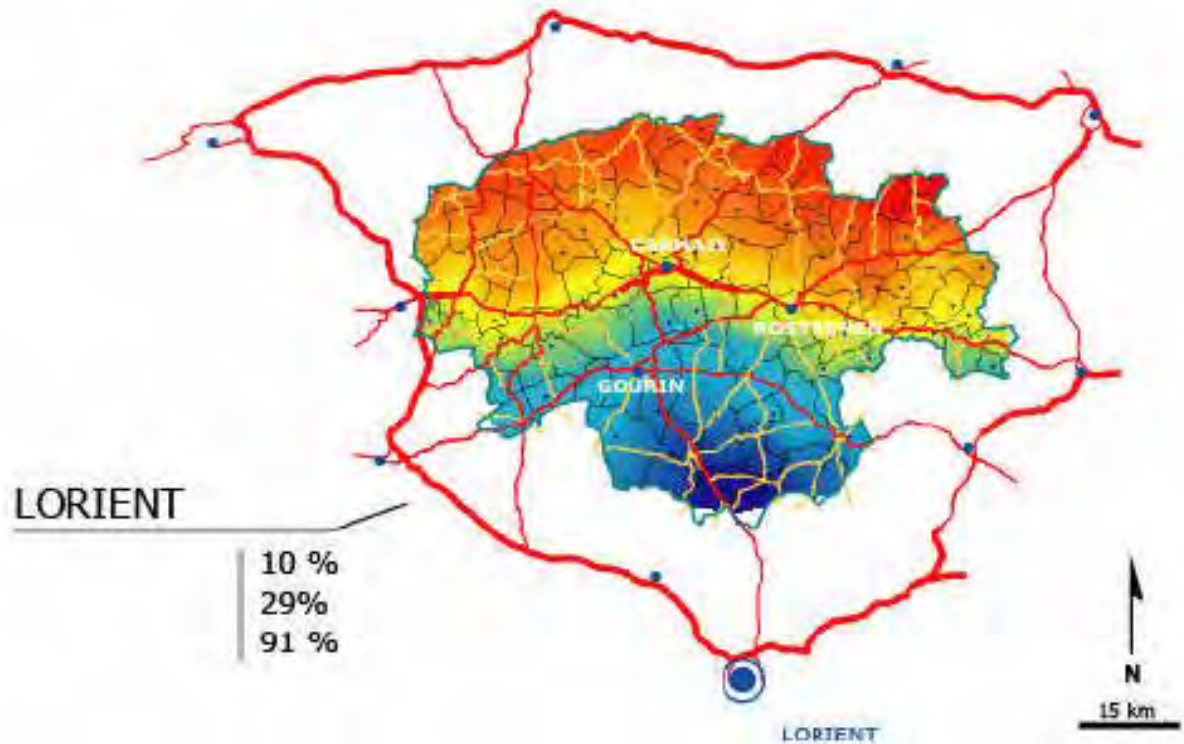 CARHAIX
ROSTRENEN
GOURIN
LORIENT
10 %
29%
91 %
N
15 km
LORIENT